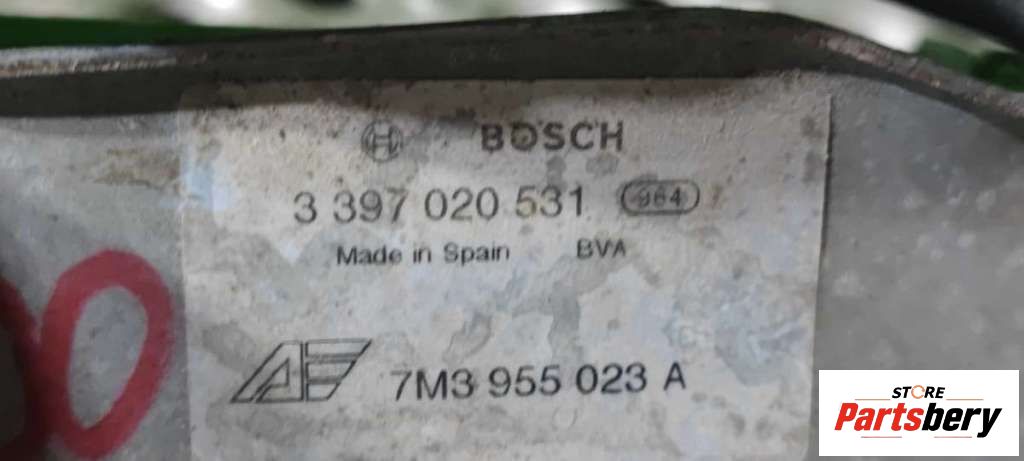 BOSCH
3 397 020 531 964
Made in Spain BVA
7M3 955 023 A
STORE
Partsbery